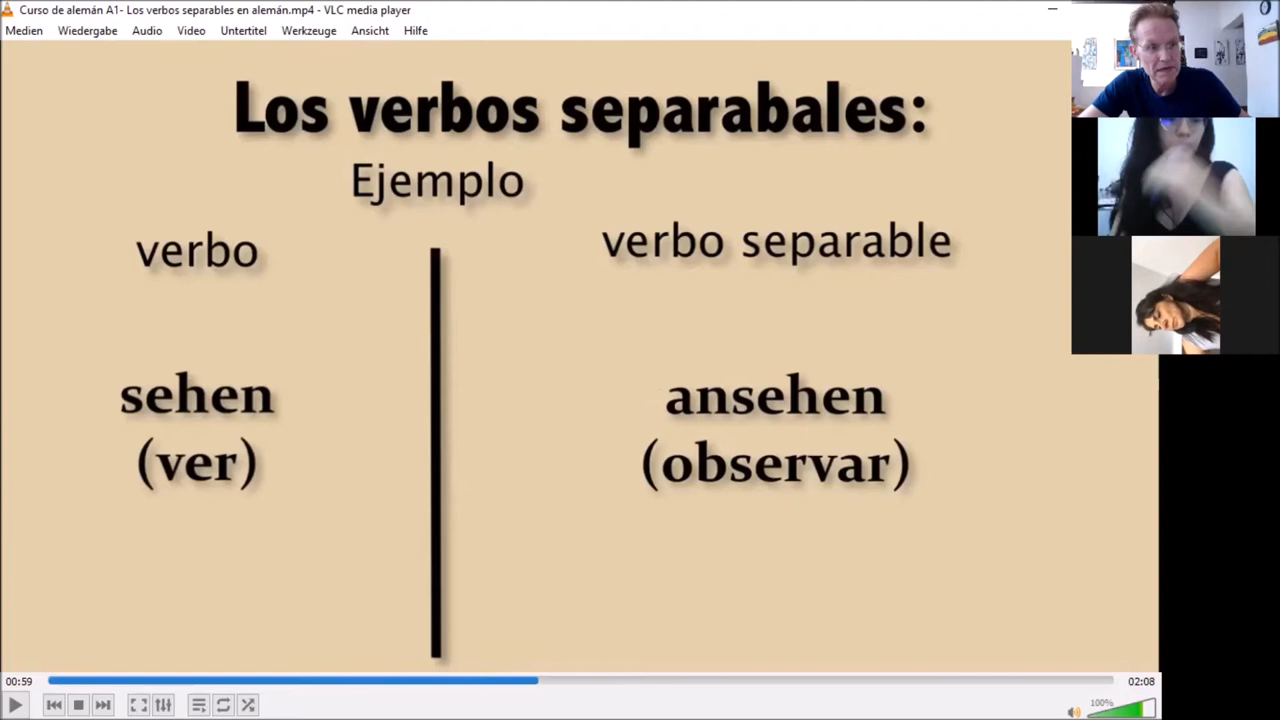 Curso de alemán A1- Los verbos separables en alemán.mp4 - VLC media player
Medien Wiedergabe Audio Video Untertitel Werkzeuge Ansicht Hilfe
Los verbos separabales:
Ejemplo
verbo
verbo separable
sehen
(ver)
ansehen
(observar)
00:59
02:08
100%